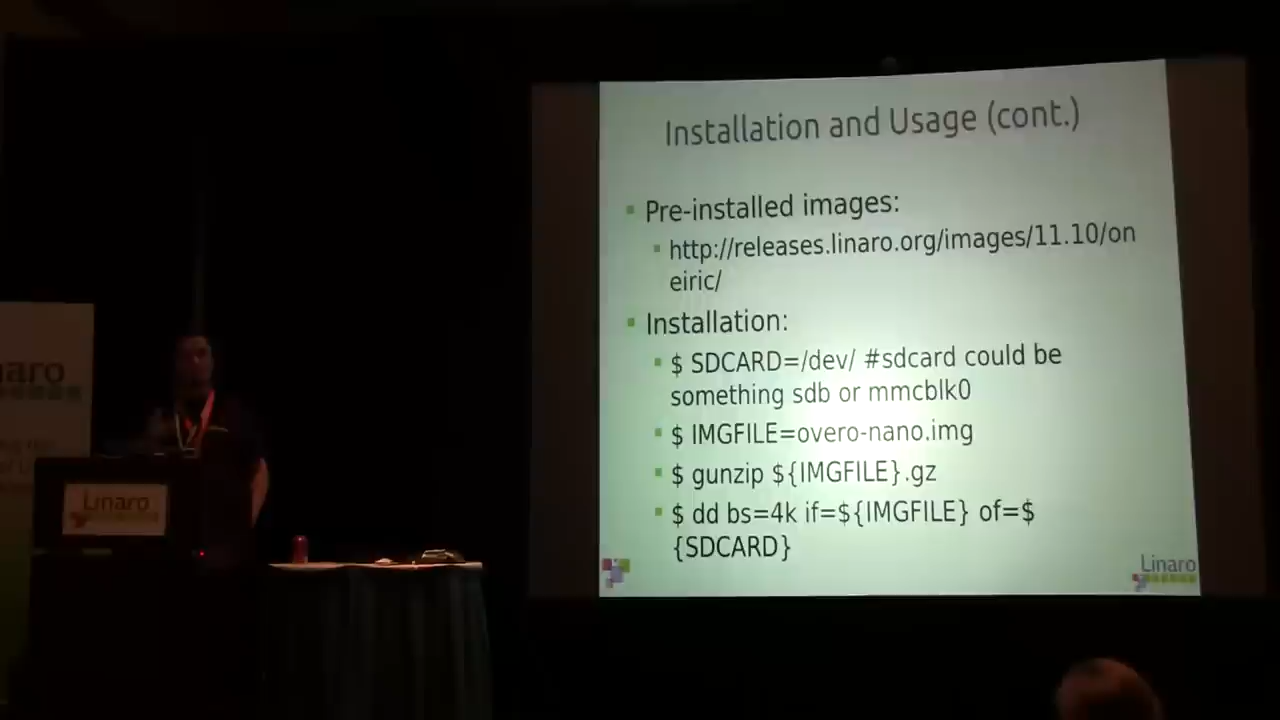 Installation and Usage (cont.)
Pre-installed images:
http://releases.linaro.org/images/11.10/on
eiric/
Installation:
$ SDCARD=/dev/ #sdcard could be
something sdb or mmcblk0
$ IMGFILE=overo-nano.img
$ gunzip ${IMGFILE}.gz
$ dd bs=4k if=${IMGFILE} of=$
{SDCARD}
Linaro
naro
Linaro